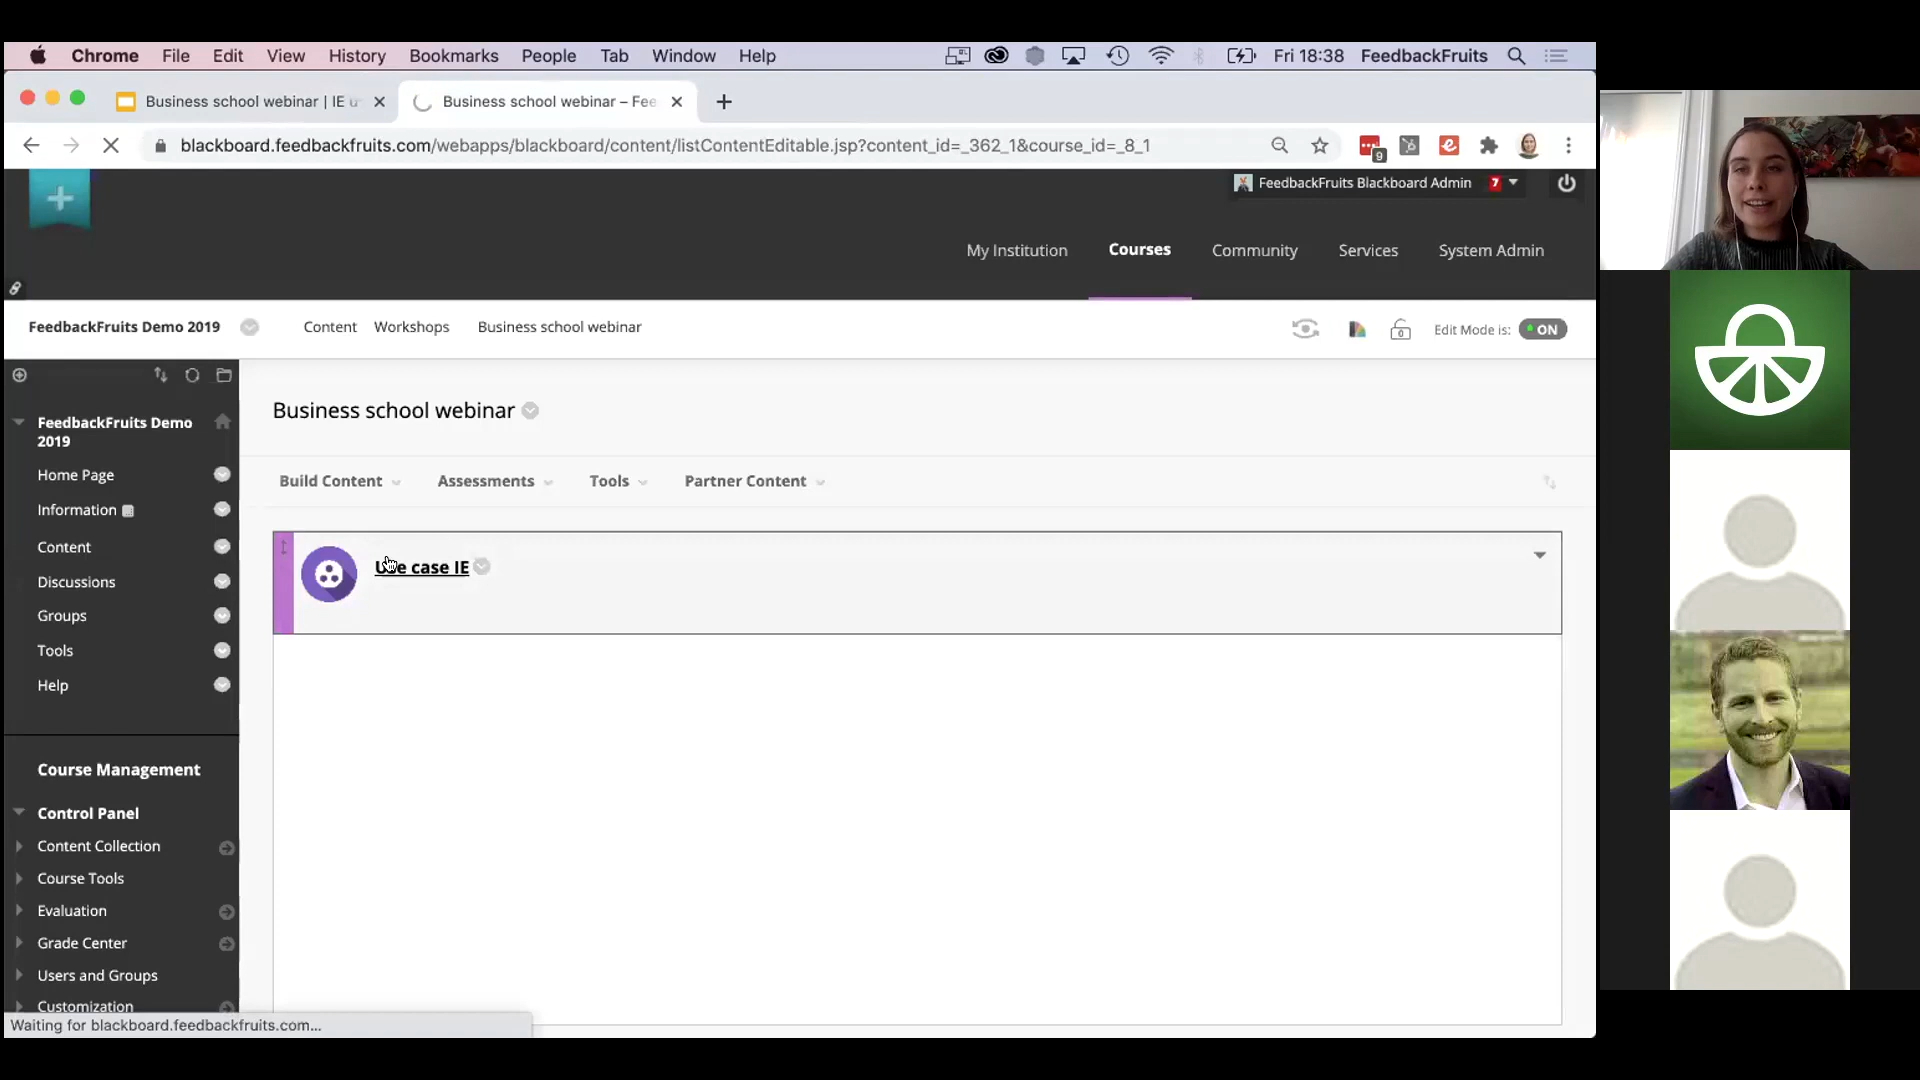 Chrome File Edit View History Bookmarks People Tab Window Help Fri 18:38 FeedbackFruits
Business school webinar | IE Business school webinar – Fee
blackboard.feedbackfruits.com/webapps/blackboard/content/listContentEditable.jsp?content_id=_362_1&course_id=_8_1 9
FeedbackFruits Blackboard Admin 7
My Institution Courses Community Services System Admin
FeedbackFruits Demo 2019 Content Workshops Business school webinar Edit Mode is: ON
FeedbackFruits Demo
2019
Home Page
Information
Content
Discussions
Groups
Tools
Help
Course Management
Control Panel
Content Collection
Course Tools
Evaluation
Grade Center
Users and Groups
Customization
Business school webinar
Build Content Assessments Tools Partner Content
Use case IE
Waiting for blackboard.feedbackfruits.com...